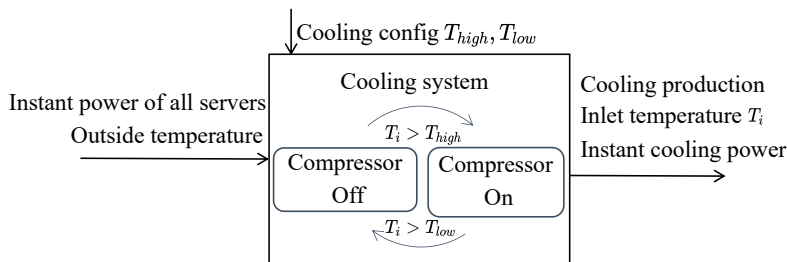 Cooling config T_high, T_low
Cooling system
Instant power of all servers
Outside temperature
T_i > T_high
Compressor
Off
Compressor
On
T_i > T_low
Cooling production
Inlet temperature T_i
Instant cooling power